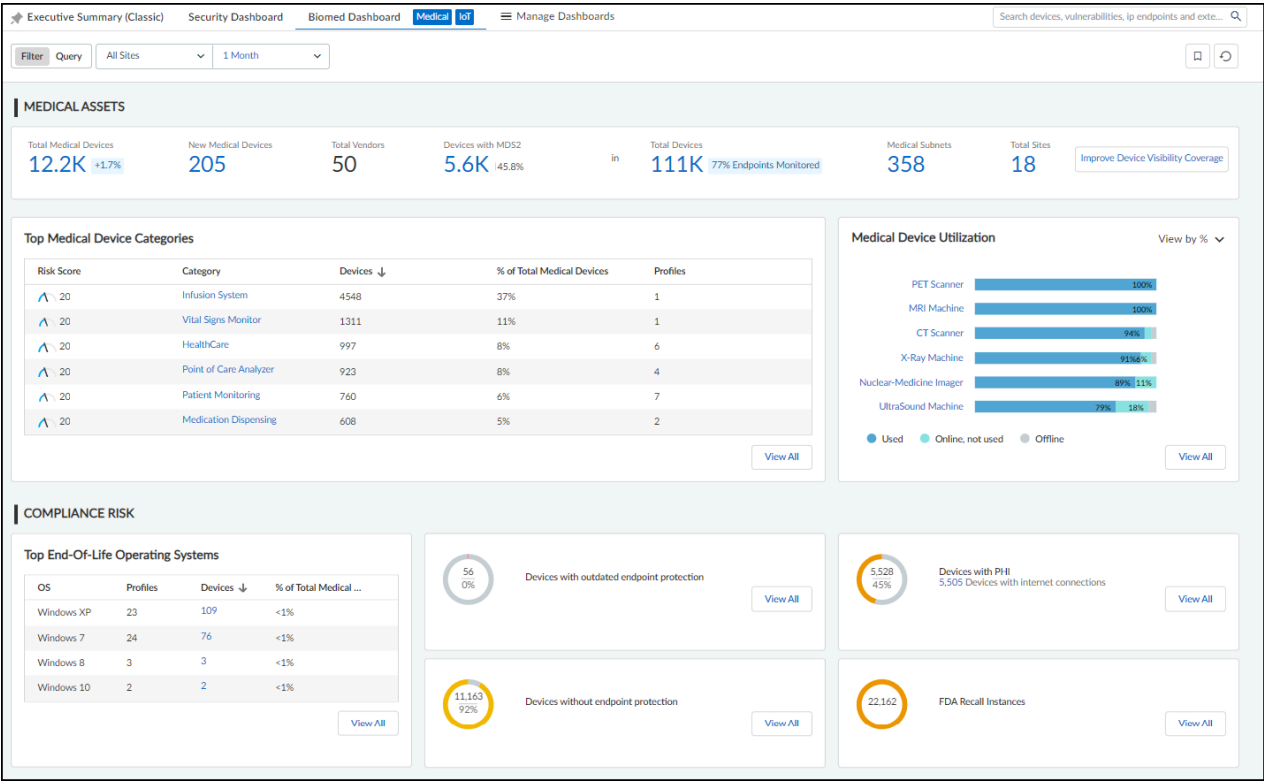 Executive Summary (Classic) Security Dashboard Biomed Dashboard Medical IoT Manage Dashboards Search devices, vulnerabilities, ip endpoints and exte...
Filter Query All Sites 1 Month
MEDICAL ASSETS
Total Medical Devices New Medical Devices Total Vendors Devices with MDS2 Total Devices Medical Subnets Total Sites
12.2K +1.7% 205 50 5.6K 45.8% in 111K 77% Endpoints Monitored 358 18 Improve Device Visibility Coverage
Top Medical Device Categories
Risk Score Category Devices % of Total Medical Devices Profiles
20 Infusion System 4548 37% 1
20 Vital Signs Monitor 1311 11% 1
20 HealthCare 997 8% 6
20 Point of Care Analyzer 923 8% 4
20 Patient Monitoring 760 6% 7
20 Medication Dispensing 608 5% 2
View All
Medical Device Utilization View by %
PET Scanner 100%
MRI Machine 100%
CT Scanner 94%
X-Ray Machine 91% 6%
Nuclear-Medicine Imager 89% 11%
UltraSound Machine 79% 18%
Used Online, not used Offline
View All
COMPLIANCE RISK
Top End-Of-Life Operating Systems
OS Profiles Devices % of Total Medical ...
Windows XP 23 109 <1%
Windows 7 24 76 <1%
Windows 8 3 3 <1%
Windows 10 2 2 <1%
View All
56
0%
Devices with outdated endpoint protection
View All
5,528
45%
Devices with PHI
5,505 Devices with internet connections
View All
11,163
92%
Devices without endpoint protection
View All
22,162
FDA Recall Instances
View All